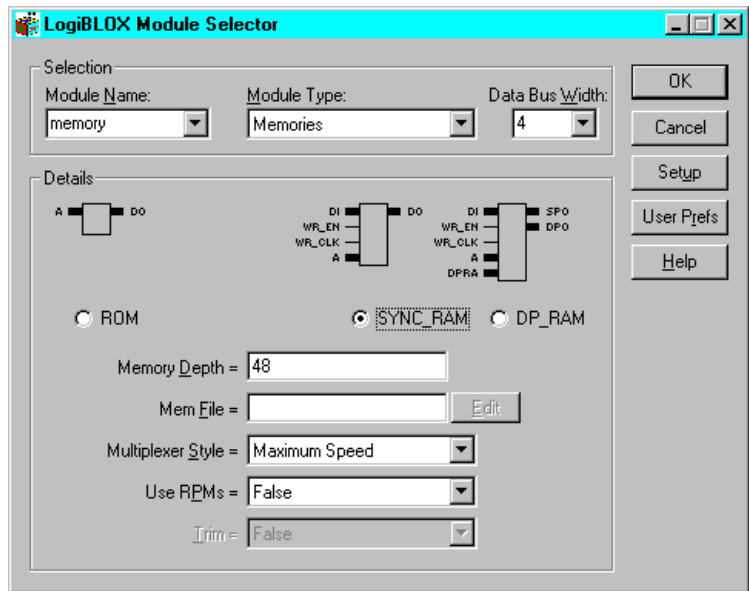 LogiBLOX Module Selector
Selection
Module Name:
Module Type:
Data Bus Width:
memory
Memories
4
OK
Cancel
Setup
User Prefs
Help
Details
A
DO
DI
WR_EN
WR_CLK
A
DO
DI
WR_EN
WR_CLK
A
DPRA
SPO
DPO
ROM
SYNC_RAM
DP_RAM
Memory Depth = 48
Mem File =
Edit
Multiplexer Style = Maximum Speed
Use RPMs = False
Trim = False